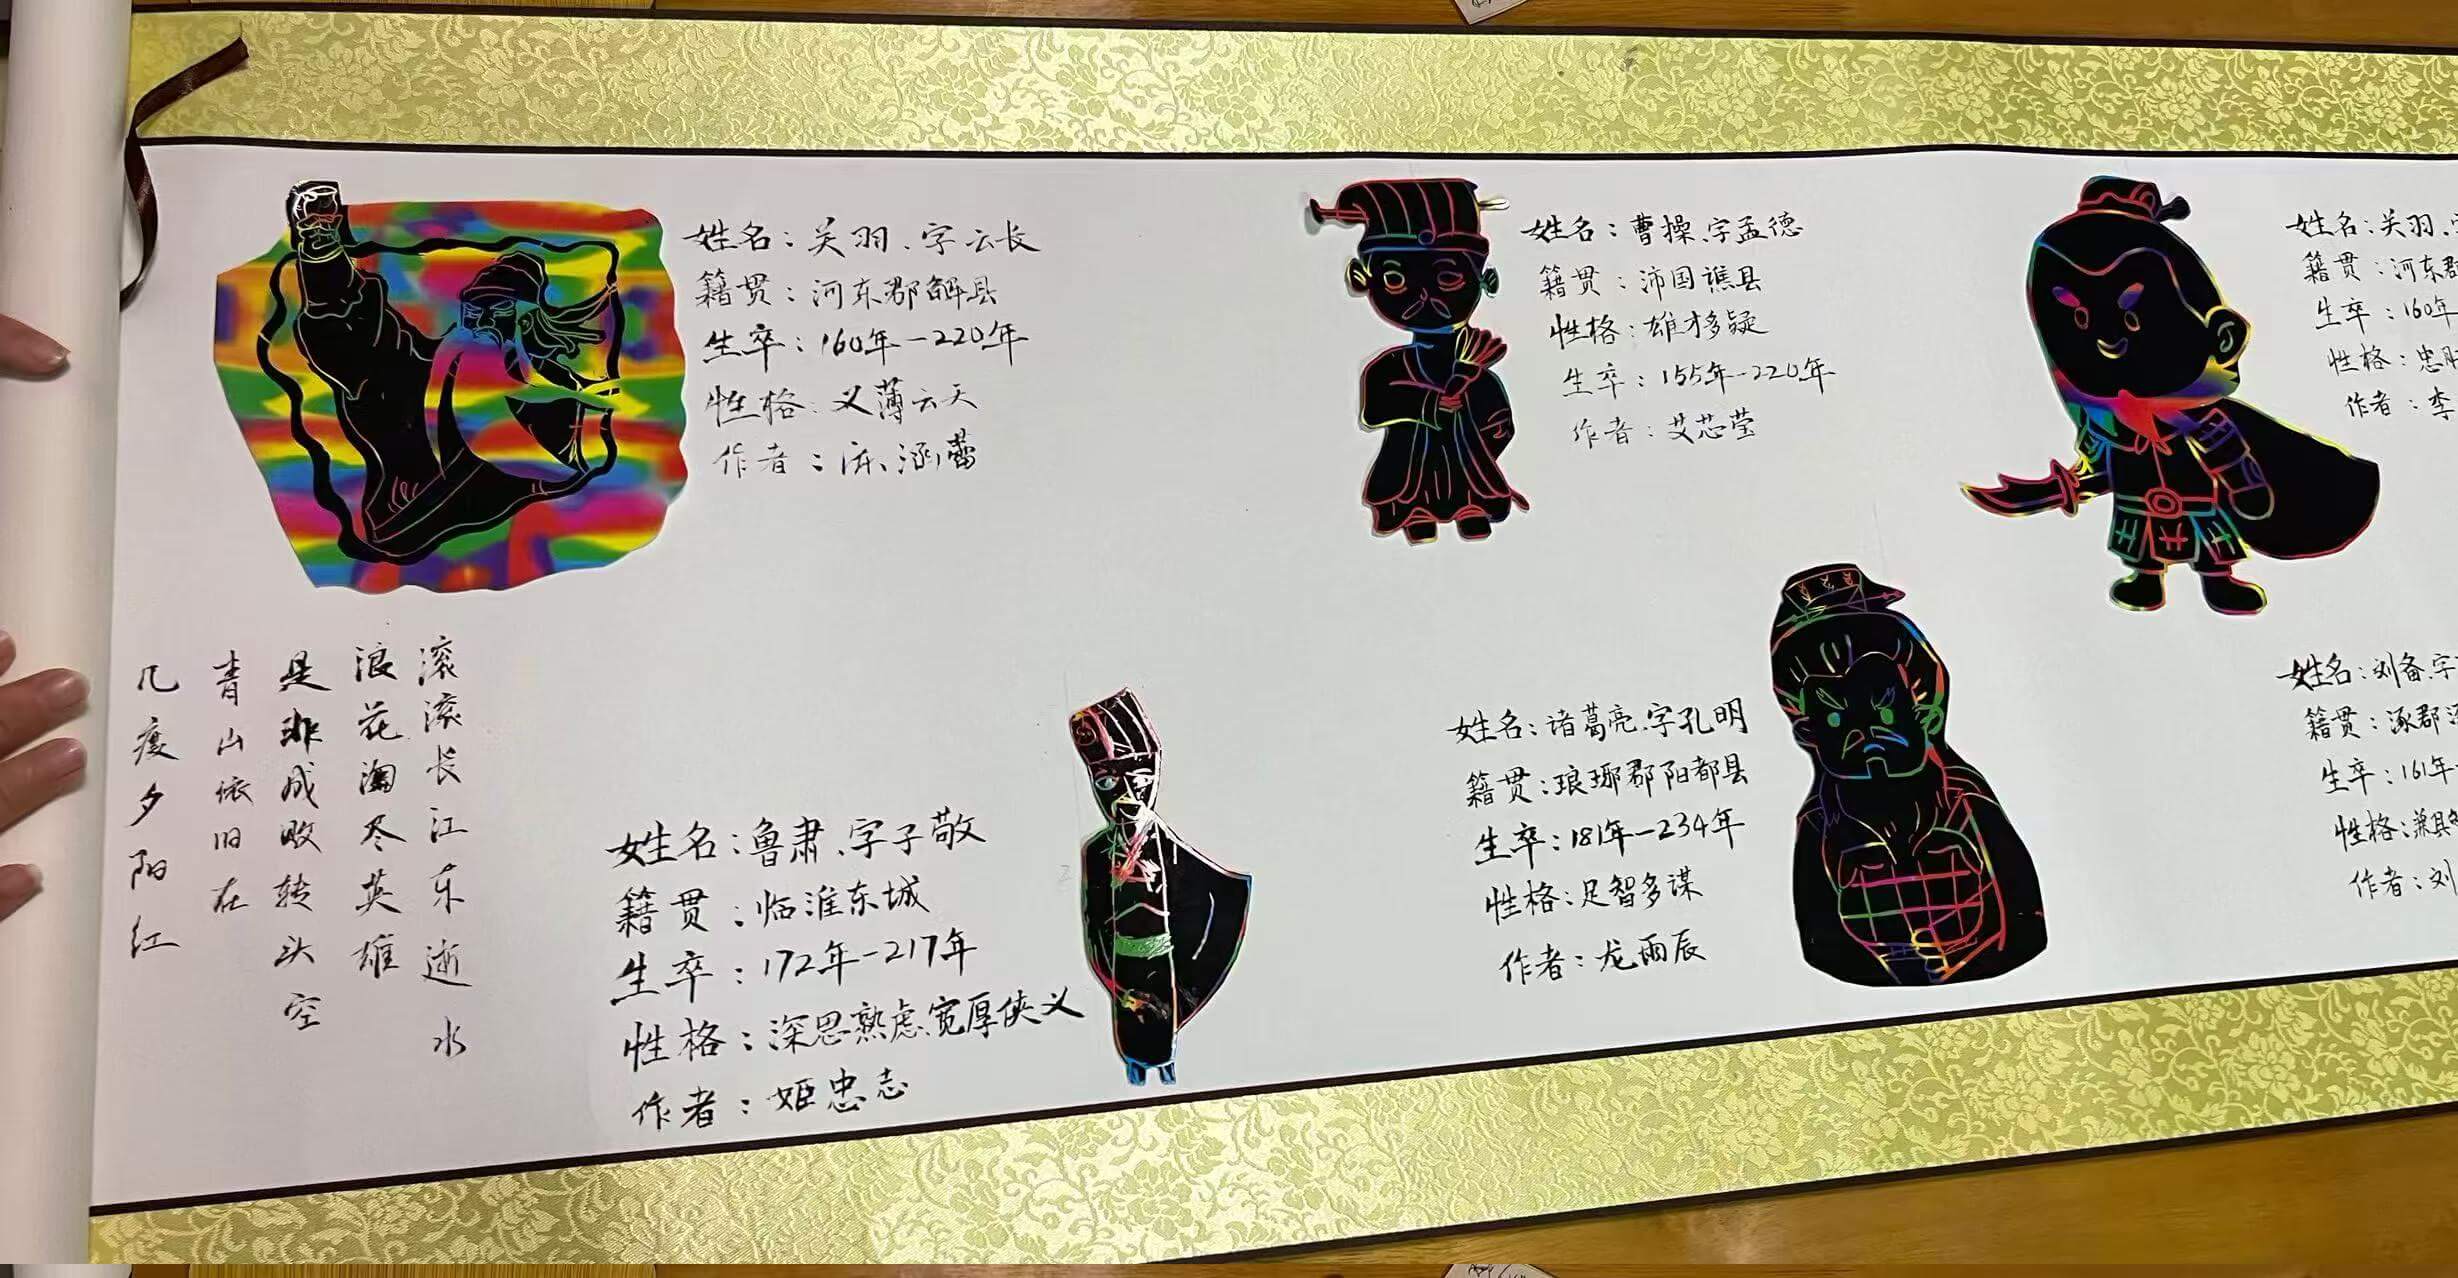 姓名：关羽、字云长
籍贯：河东郡解县
生卒：160年-220年
性格：义薄云天
作者：涵蕾
姓名：曹操、字孟德
籍贯：沛国谯县
性格：雄才多疑
生卒：155年-220年
作者：艾芯莹
姓名：关羽、
籍贯：河东郡
生卒：160年
性格：忠
作者：李
滚滚长江东逝水
浪花淘尽英雄
是非成败转头空
青山依旧在
几度夕阳红
姓名：鲁肃、字子敬
籍贯：临淮东城
生卒：172年-217年
性格：深思熟虑、宽厚侠义
作者：姬忠志
姓名：诸葛亮、字孔明
籍贯：琅琊郡阳都县
生卒：181年-234年
性格：足智多谋
作者：龙雨辰
姓名：刘备、字
籍贯：涿郡
生卒：161年
性格：兼具
作者：刘